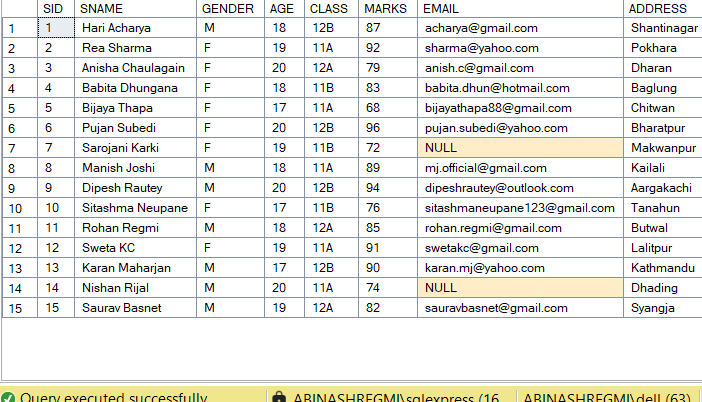 SID SNAME GENDER AGE CLASS MARKS EMAIL ADDRESS
1 1 Hari Acharya M 18 12B 87 acharya@gmail.com Shantinagar
2 2 Rea Sharma F 19 11A 92 sharma@yahoo.com Pokhara
3 3 Anisha Chaulagain F 20 12A 79 anish.c@gmail.com Dharan
4 4 Babita Dhungana F 18 11B 83 babita.dhun@hotmail.com Baglung
5 5 Bijaya Thapa F 17 11A 68 bijayathapa88@gmail.com Chitwan
6 6 Pujan Subedi F 20 12B 96 pujan.subedi@yahoo.com Bharatpur
7 7 Sarojani Karki F 19 11B 72 NULL Makwanpur
8 8 Manish Joshi M 18 11A 89 mj.official@gmail.com Kailali
9 9 Dipesh Rautey M 20 12B 94 dipeshrautey@outlook.com Aargakachi
10 10 Sitashma Neupane F 17 11B 76 sitashmaneupane123@gmail.com Tanahun
11 11 Rohan Regmi M 18 12A 85 rohan.regmi@gmail.com Butwal
12 12 Sweta KC F 19 11A 91 swetakc@gmail.com Lalitpur
13 13 Karan Maharjan M 17 12B 90 karan.mj@yahoo.com Kathmandu
14 14 Nishan Rijal M 20 11A 74 NULL Dhading
15 15 Saurav Basnet M 19 12A 82 sauravbasnet@gmail.com Syangja
Query executed successfully. ABINASHREGMI\sqlexpress (16 ... ABINASHREGMI\dell (63)